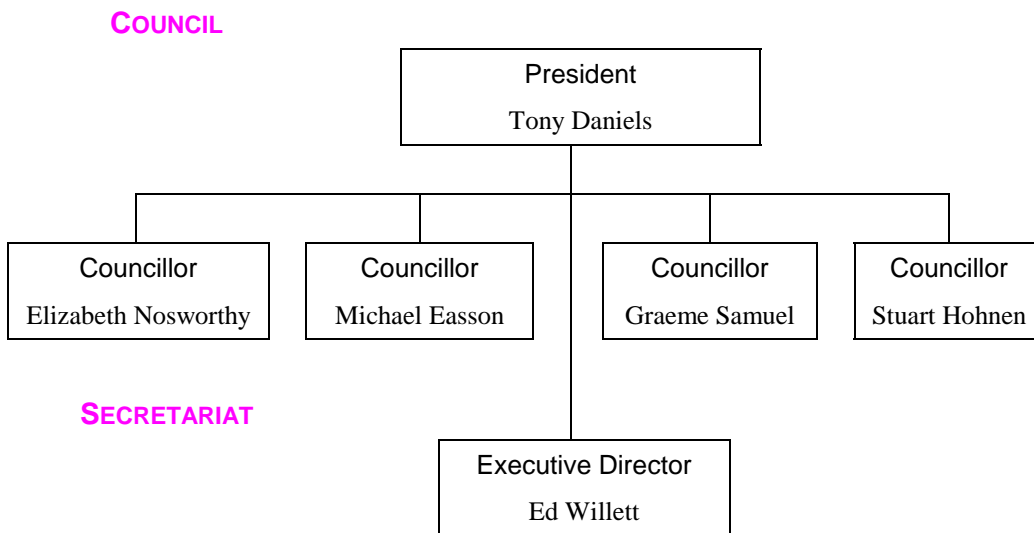 COUNCIL
President
Tony Daniels
Councillor
Elizabeth Nosworthy
Councillor
Michael Easson
Councillor
Graeme Samuel
Councillor
Stuart Hohnen
SECRETARIAT
Executive Director
Ed Willett